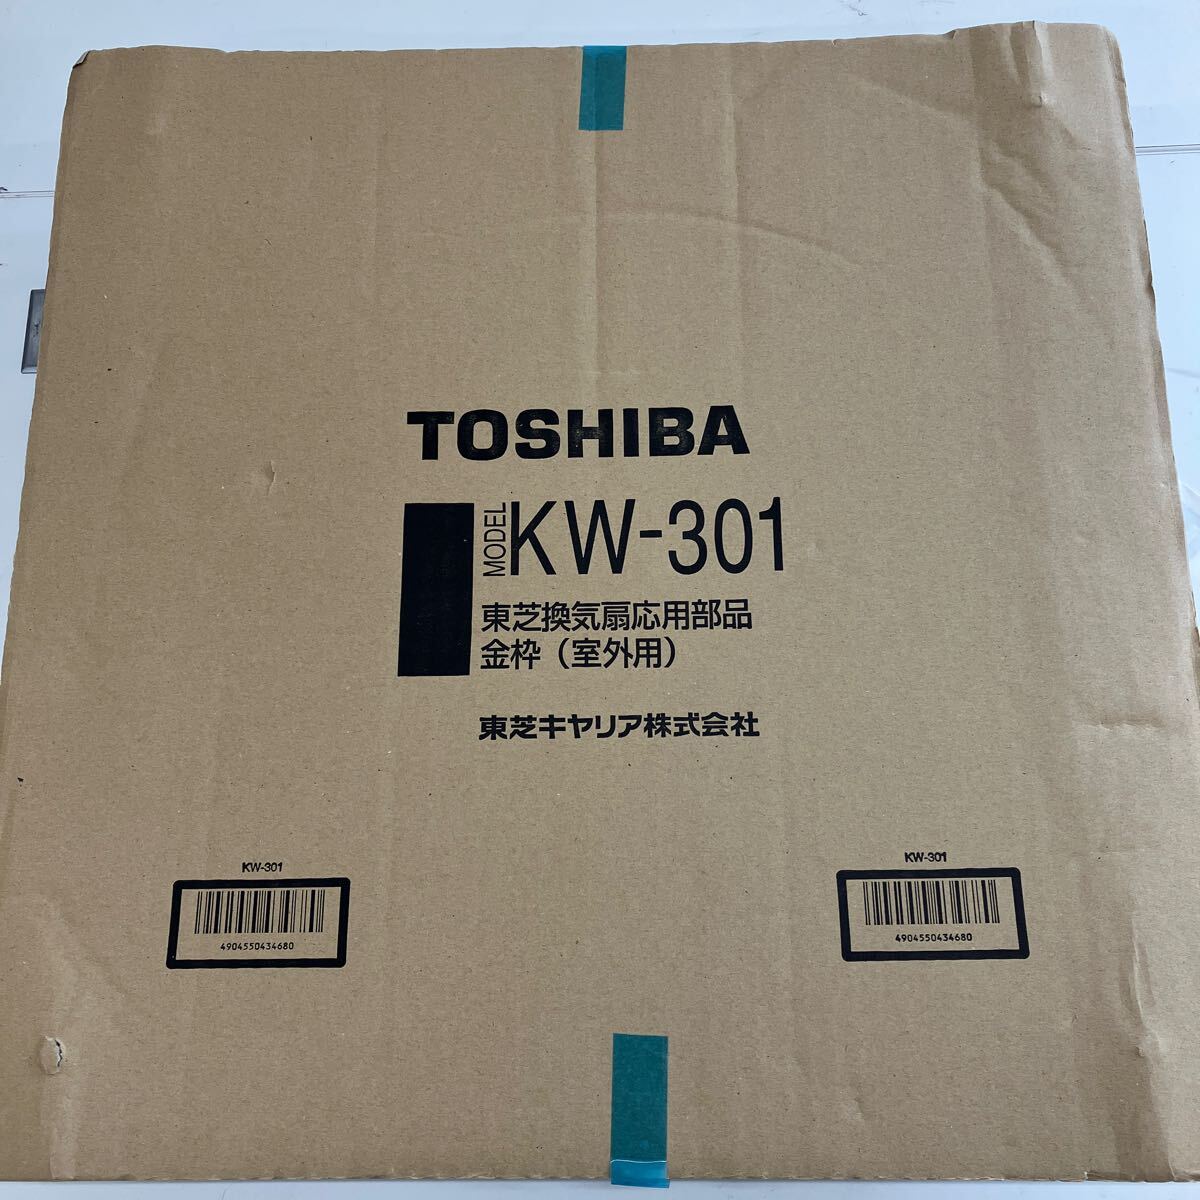 TOSHIBA
MODEL KW-301
東芝換気扇応用部品
金枠（室外用）
東芝キヤリア株式会社
KW-301
4904550434680
KW-301
4904550434680